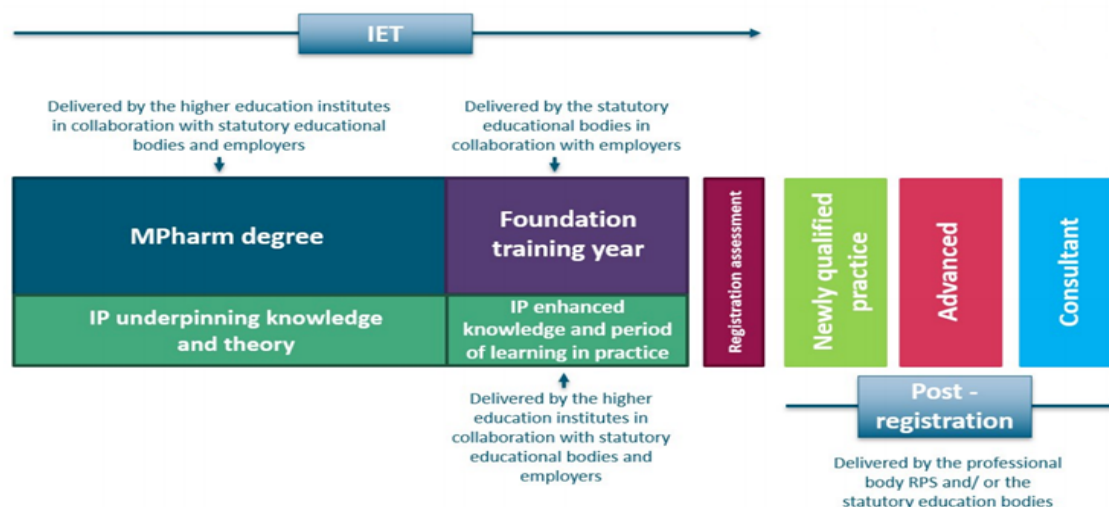 IET
Delivered by the higher education institutes
in collaboration with statutory educational
bodies and employers
Delivered by the statutory
educational bodies in
collaboration with employers
MPharm degree
Foundation
training year
IP underpinning knowledge
and theory
IP enhanced
knowledge and period
of learning in practice
Registration assessment
Newly qualified
practice
Advanced
Consultant
Delivered by the higher
education institutes in
collaboration with statutory
educational bodies and
employers
Post -
registration
Delivered by the professional
body RPS and/ or the
statutory education bodies